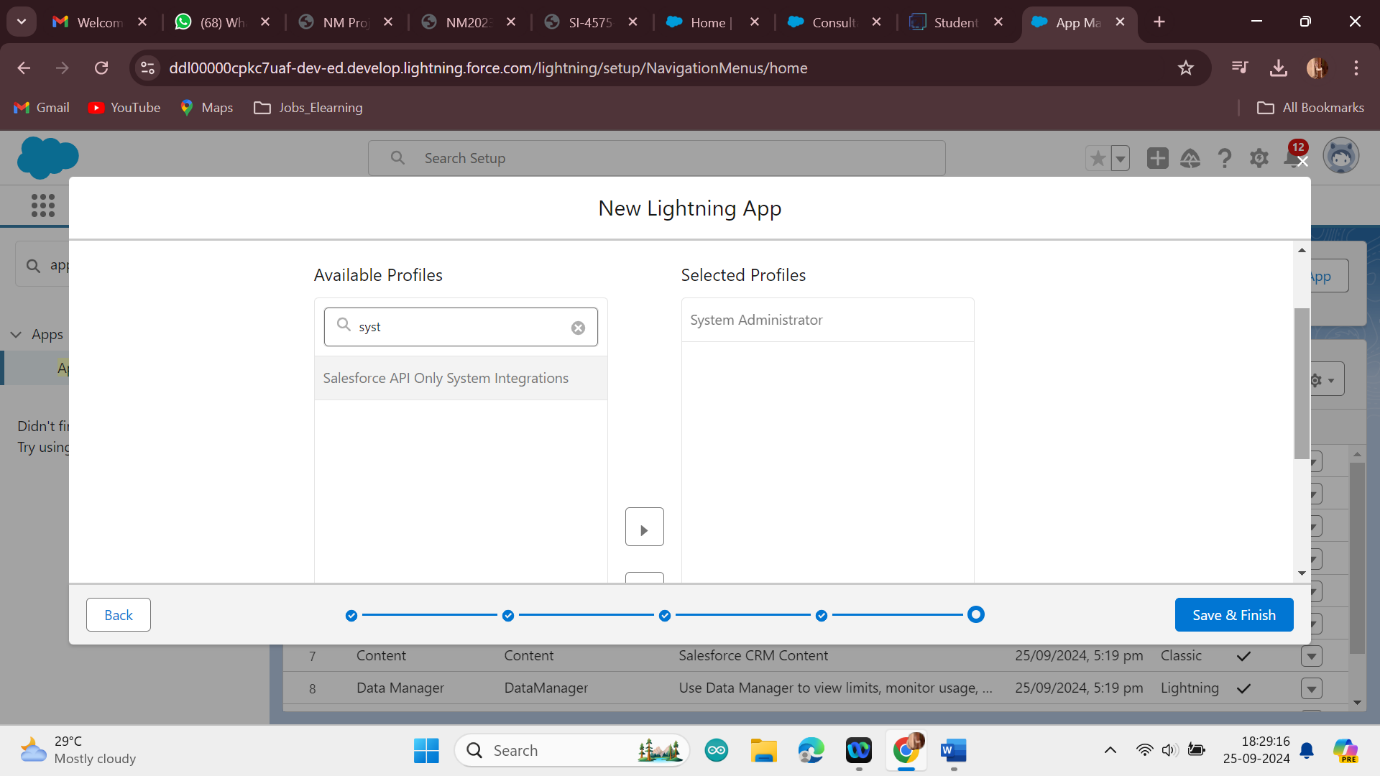 Welcom
(68) Wha
NM Pro
NM202
SI-4575
Home |
Consult
Student
App Ma
ddl00000cpkc7uaf-dev-ed.develop.lightning.force.com/lightning/setup/NavigationMenus/home
Gmail
YouTube
Maps
Jobs_Elearning
All Bookmarks
Search Setup
12
New Lightning App
app
App
Apps
Ap
Didn't fi
Try using
Available Profiles
Selected Profiles
syst
System Administrator
Salesforce API Only System Integrations
Back
Save & Finish
7 Content Content Salesforce CRM Content 25/09/2024, 5:19 pm Classic
8 Data Manager DataManager Use Data Manager to view limits, monitor usage, ... 25/09/2024, 5:19 pm Lightning
29°C
Mostly cloudy
Search
18:29:16
25-09-2024
PRE